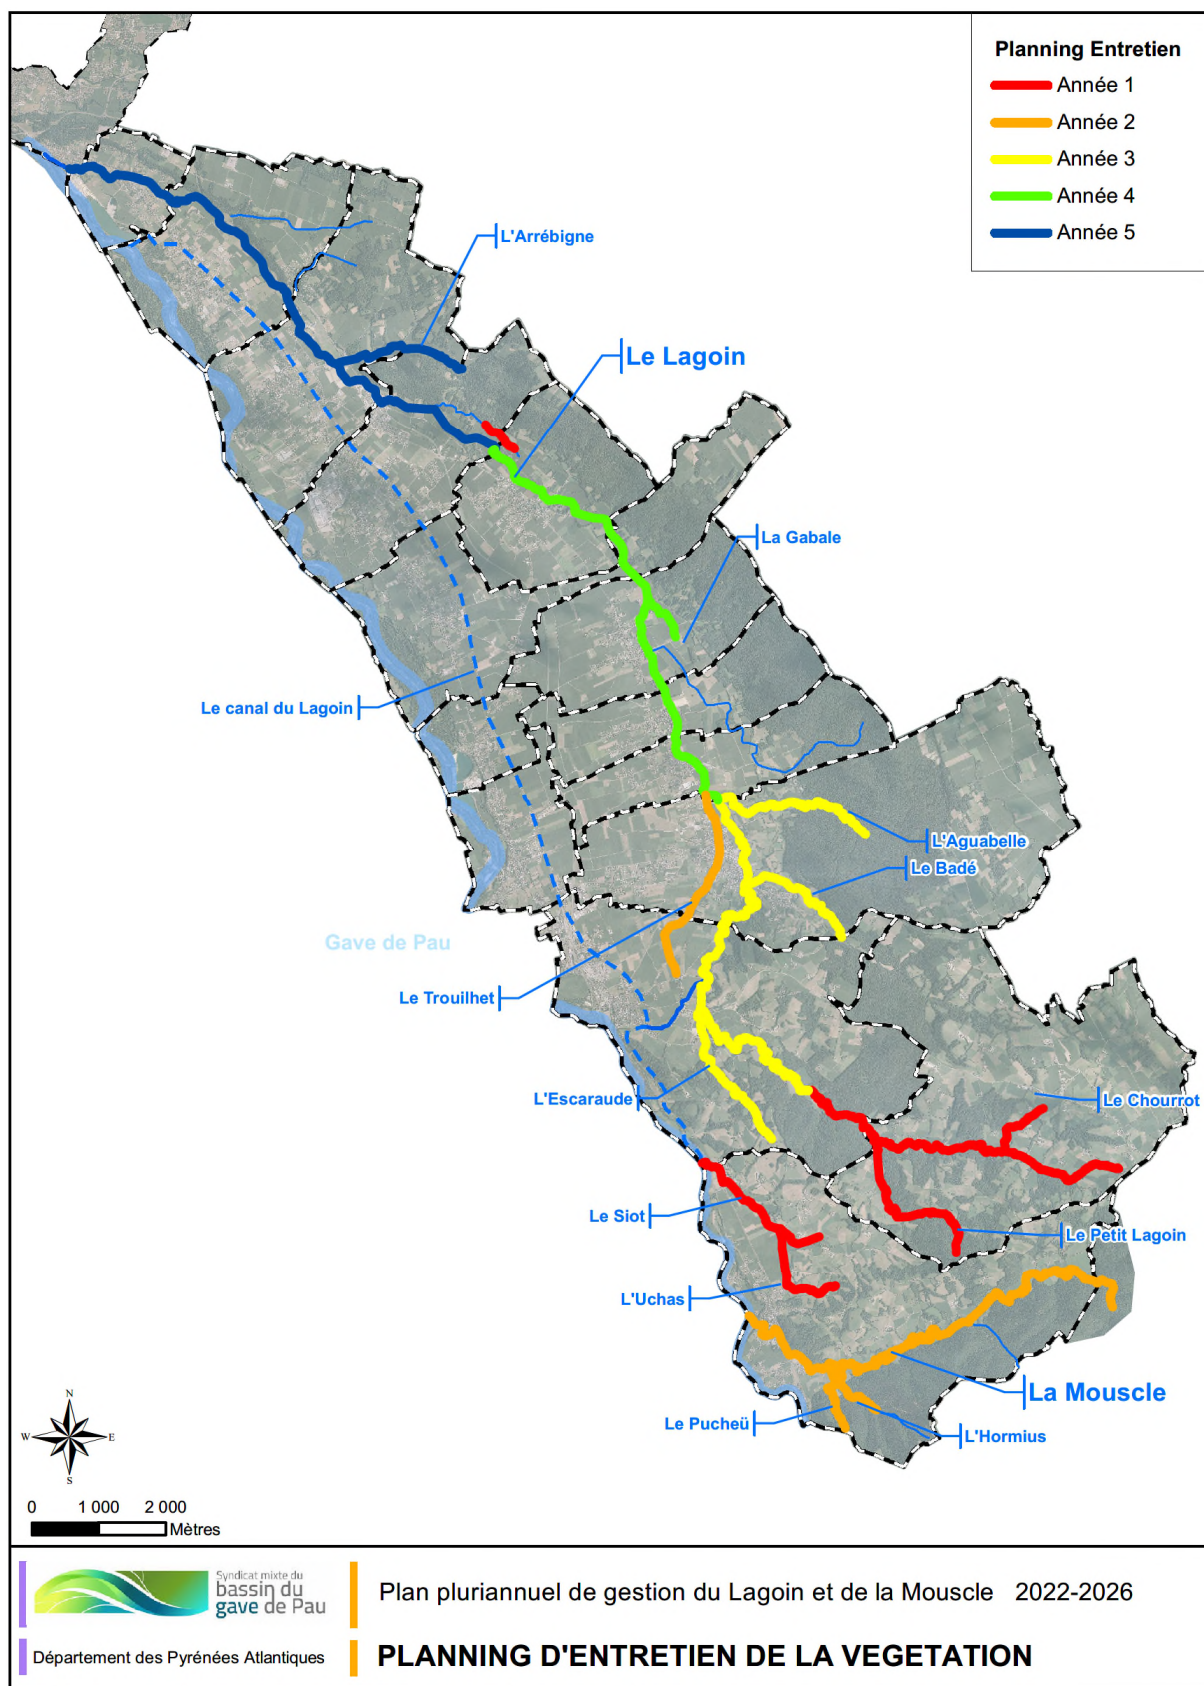 Planning Entretien
Année 1
Année 2
Année 3
Année 4
Année 5
L'Arrébigne
Le Lagoin
La Gabale
Le canal du Lagoin
L'Aguabelle
Le Badé
Gave de Pau
Le Trouilhet
L'Escaraude
Le Chourrot
Le Siot
Le Petit Lagoin
L'Uchas
La Mouscle
Le Pucheü
L'Hormius
N
W
E
S
0 1 000 2 000
Mètres
Syndicat mixte du
bassin du
gave de Pau
Département des Pyrénées Atlantiques
Plan pluriannuel de gestion du Lagoin et de la Mouscle 2022-2026
PLANNING D'ENTRETIEN DE LA VEGETATION